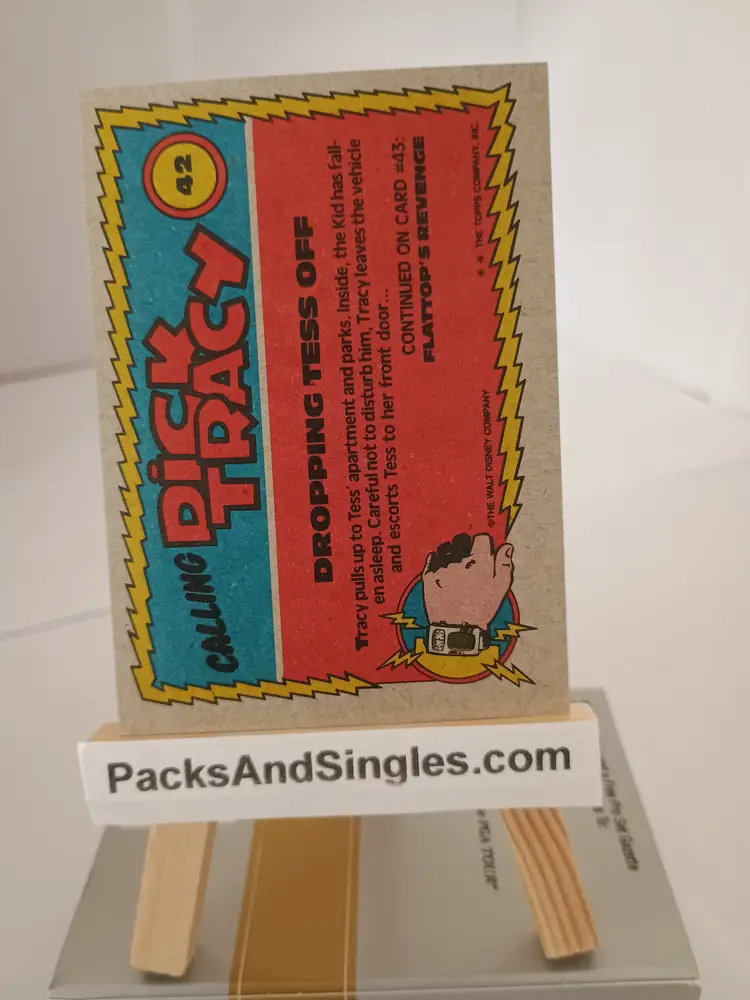 CALLING
DICK
TRACY
42
DROPPING TESS OFF
Tracy pulls up to Tess' apartment and parks. Inside, the Kid has fall-
en asleep. Careful not to disturb him, Tracy leaves the vehicle
and escorts Tess to her front door...
CONTINUED ON CARD #43:
FLATTOP'S REVENGE
©THE WALT DISNEY COMPANY
* * THE TOPPS COMPANY, INC.
PacksAndSingles.com
PGA TOUR